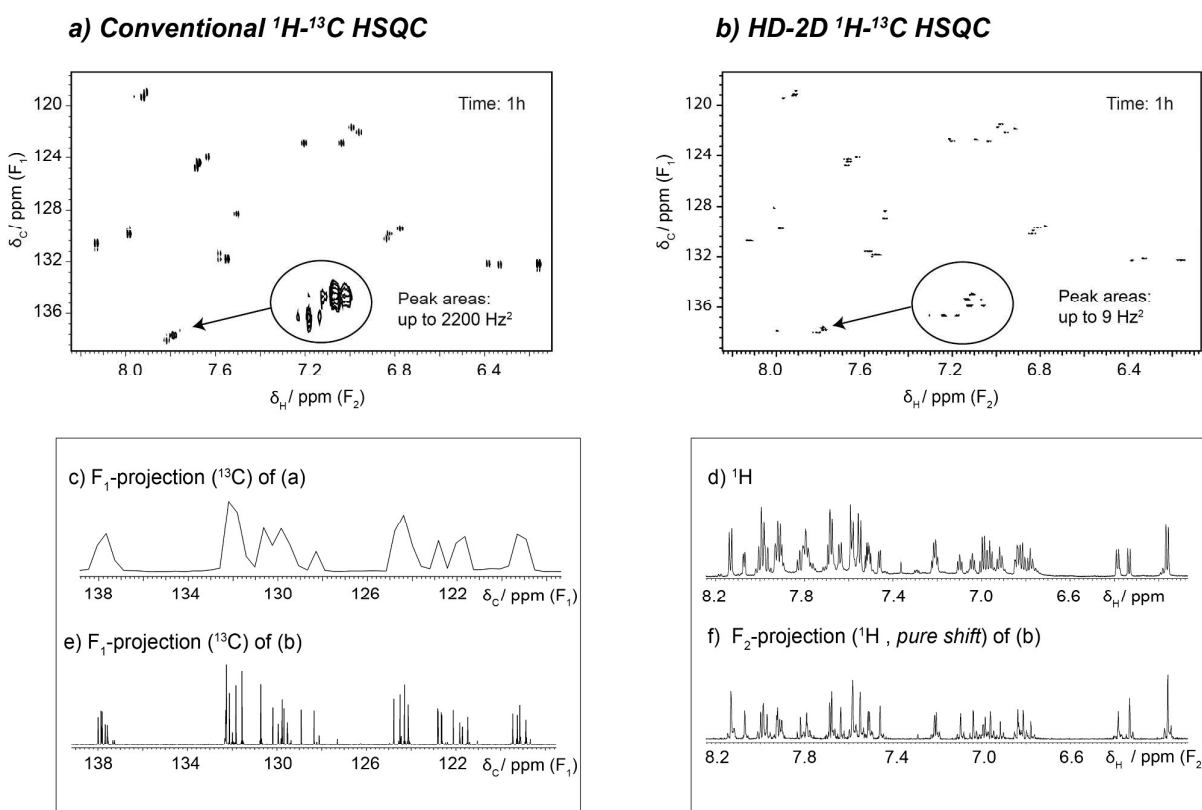 a) Conventional ¹H-¹³C HSQC
120
124
128
132
136
δC/ ppm (F₁)
Time: 1h
Peak areas:
up to 2200 Hz²
8.0 7.6 7.2 6.8 6.4
δH/ ppm (F₂)
b) HD-2D ¹H-¹³C HSQC
120
124
128
132
136
δC/ ppm (F₁)
Time: 1h
Peak areas:
up to 9 Hz²
8.0 7.6 7.2 6.8 6.4
δH/ ppm (F₂)
c) F₁-projection (¹³C) of (a)
138 134 130 126 122 δC/ ppm (F₁)
e) F₁-projection (¹³C) of (b)
138 134 130 126 122 δC/ ppm (F₁)
d) ¹H
8.2 7.8 7.4 7.0 6.6 δH/ ppm
f) F₂-projection (¹H , pure shift) of (b)
8.2 7.8 7.4 7.0 6.6 δH/ ppm (F₂